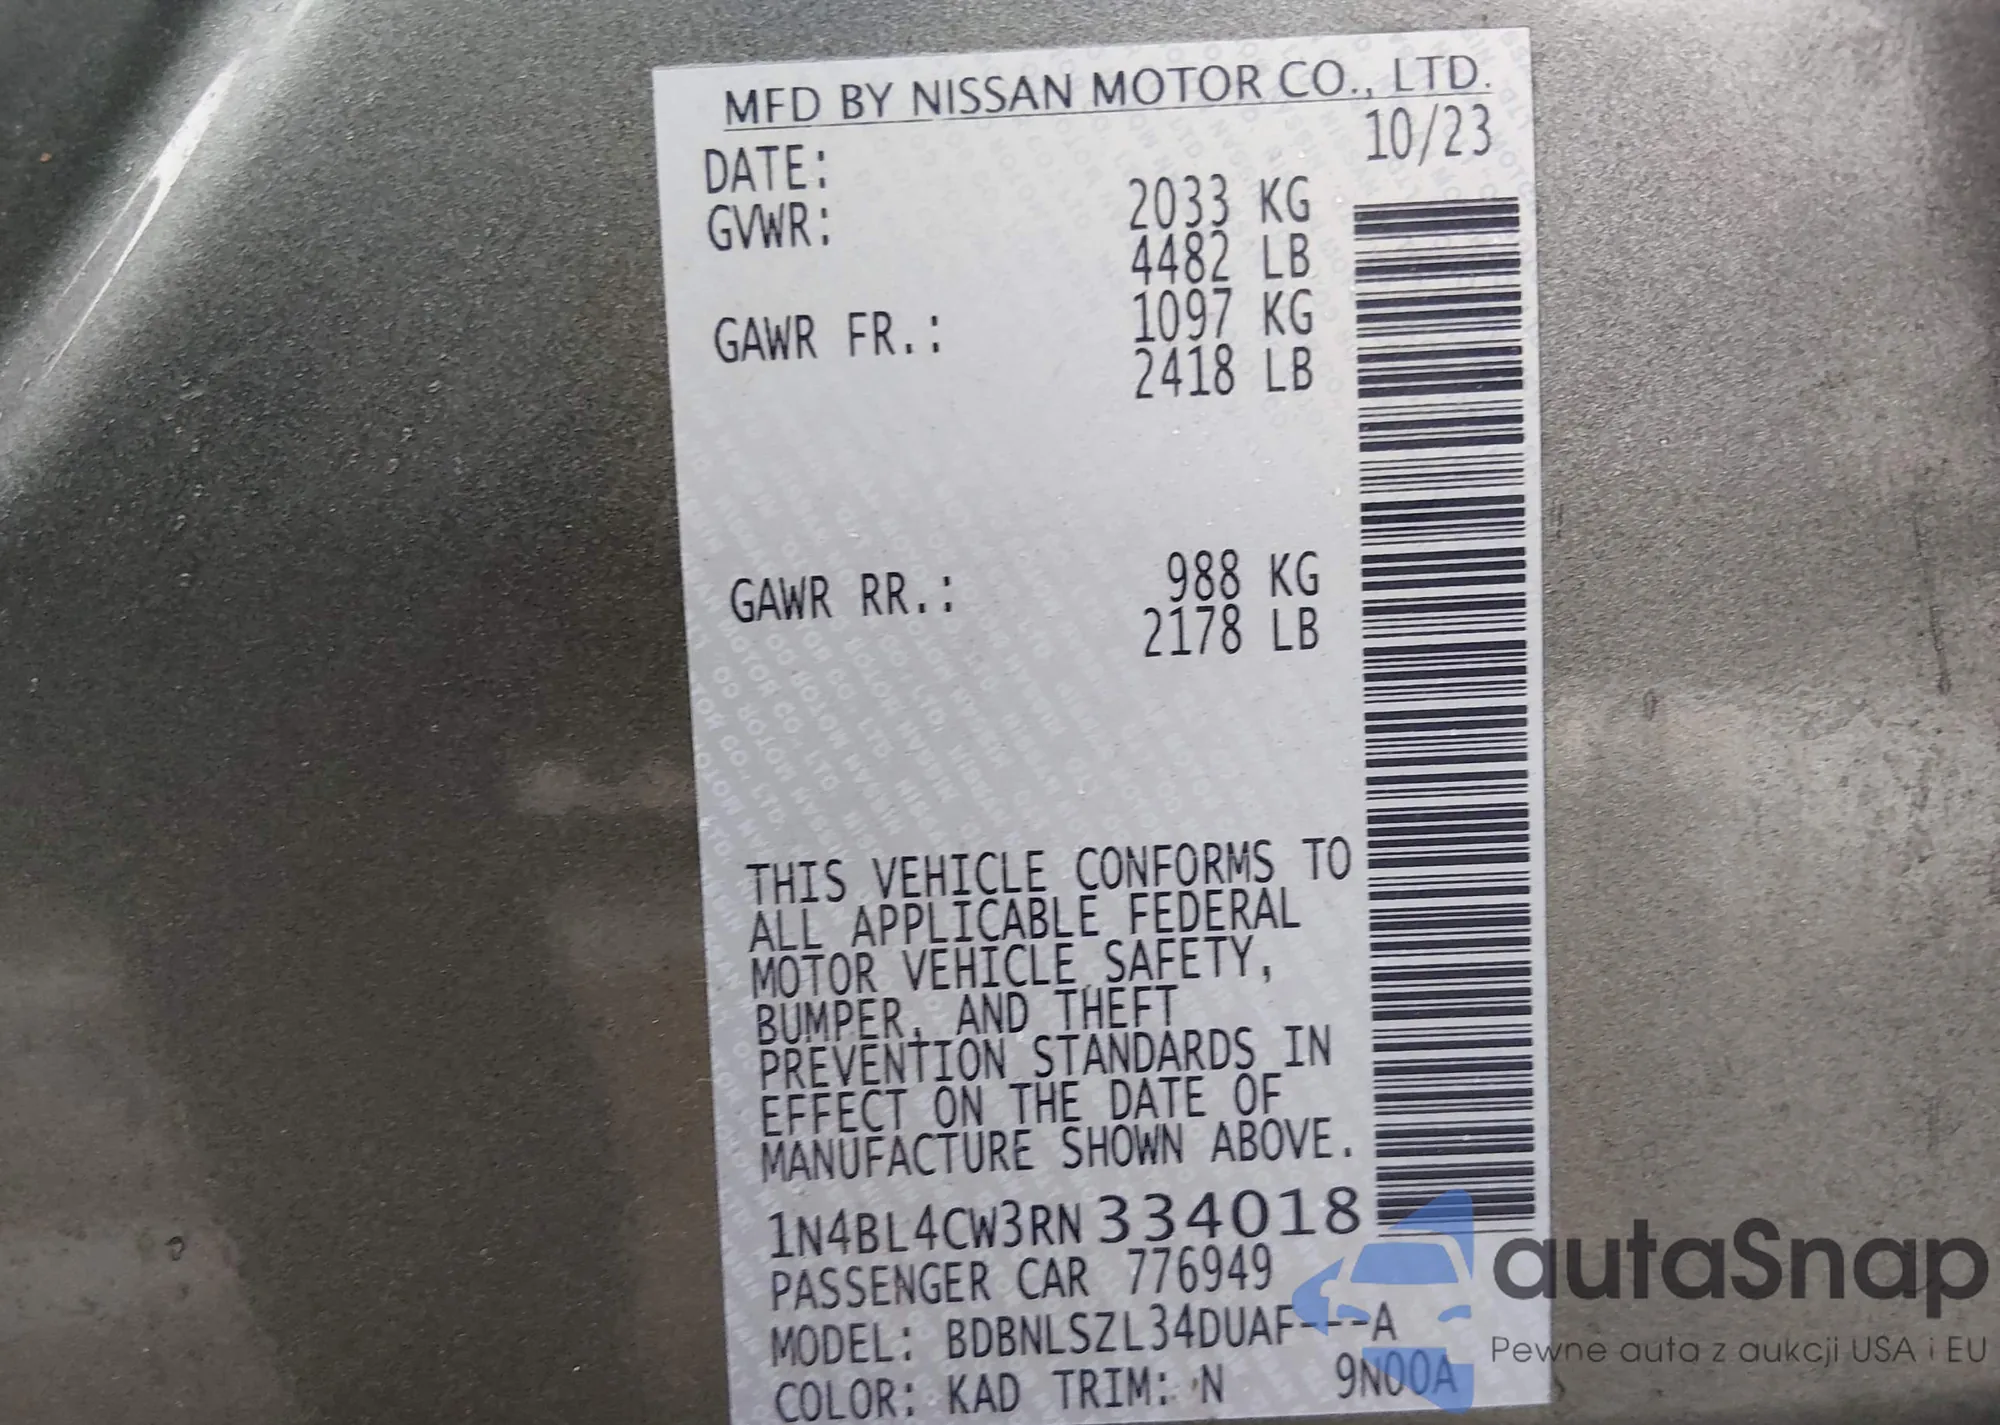 MFD BY NISSAN MOTOR CO., LTD.
DATE: 10/23
GVWR: 2033 KG
4482 LB
GAWR FR.: 1097 KG
2418 LB
GAWR RR.: 988 KG
2178 LB
THIS VEHICLE CONFORMS TO
ALL APPLICABLE FEDERAL
MOTOR VEHICLE SAFETY,
BUMPER, AND THEFT
PREVENTION STANDARDS IN
EFFECT ON THE DATE OF
MANUFACTURE SHOWN ABOVE.
1N4BL4CW3RN334018
PASSENGER CAR 776949
MODEL: BDBNLSZL34DUAF---A
COLOR: KAD TRIM: N 9N00A
autaSnap
Pewne auta z aukcji USA i EU